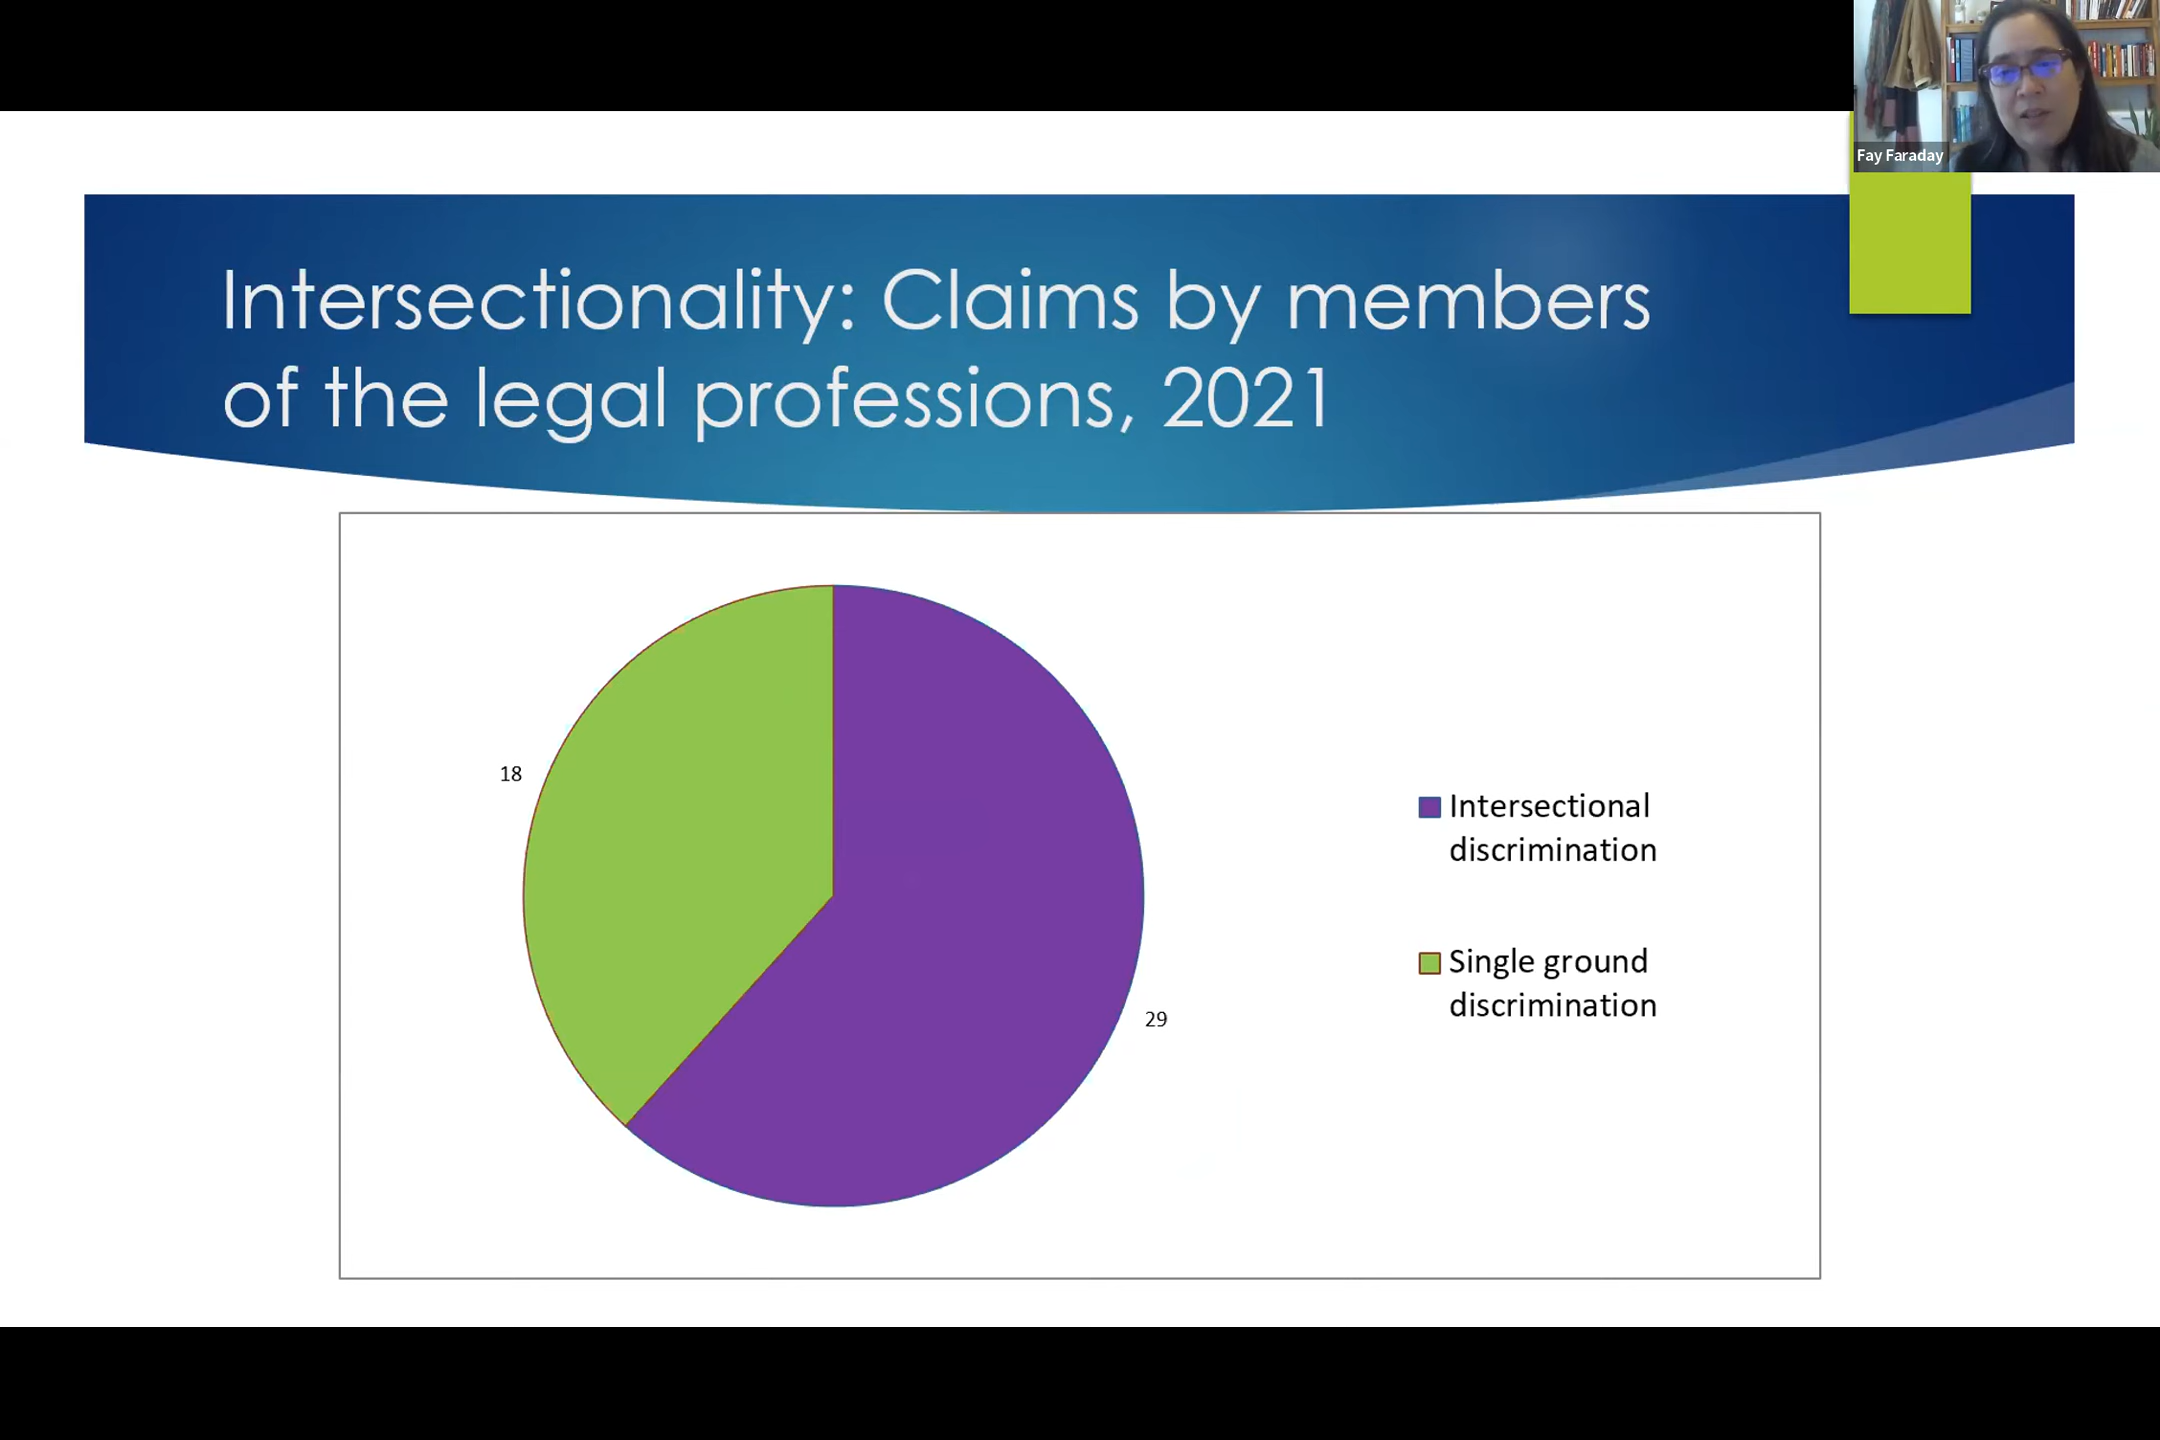 Fay Faraday
Intersectionality: Claims by members
of the legal professions, 2021
18
29
Intersectional
discrimination
Single ground
discrimination